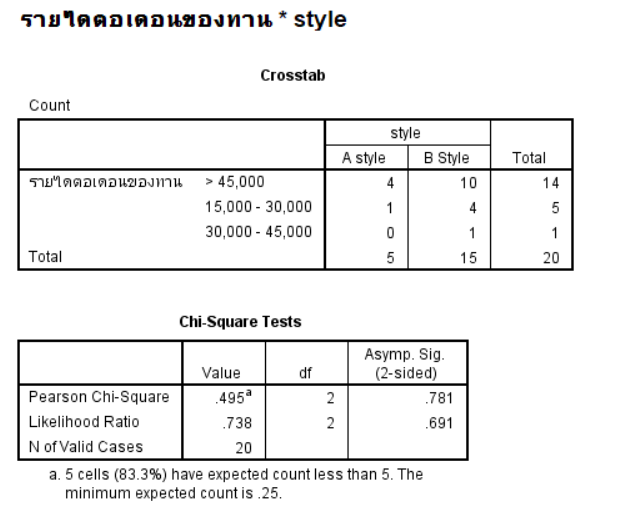 รายได้ต่อเดือนของท่าน * style
Crosstab
Count
style
A style B Style Total
รายได้ต่อเดือนของท่าน > 45,000 4 10 14
15,000 - 30,000 1 4 5
30,000 - 45,000 0 1 1
Total 5 15 20
Chi-Square Tests
Value df Asymp. Sig. (2-sided)
Pearson Chi-Square .495a 2 .781
Likelihood Ratio .738 2 .691
N of Valid Cases 20
a. 5 cells (83.3%) have expected count less than 5. The
minimum expected count is .25.